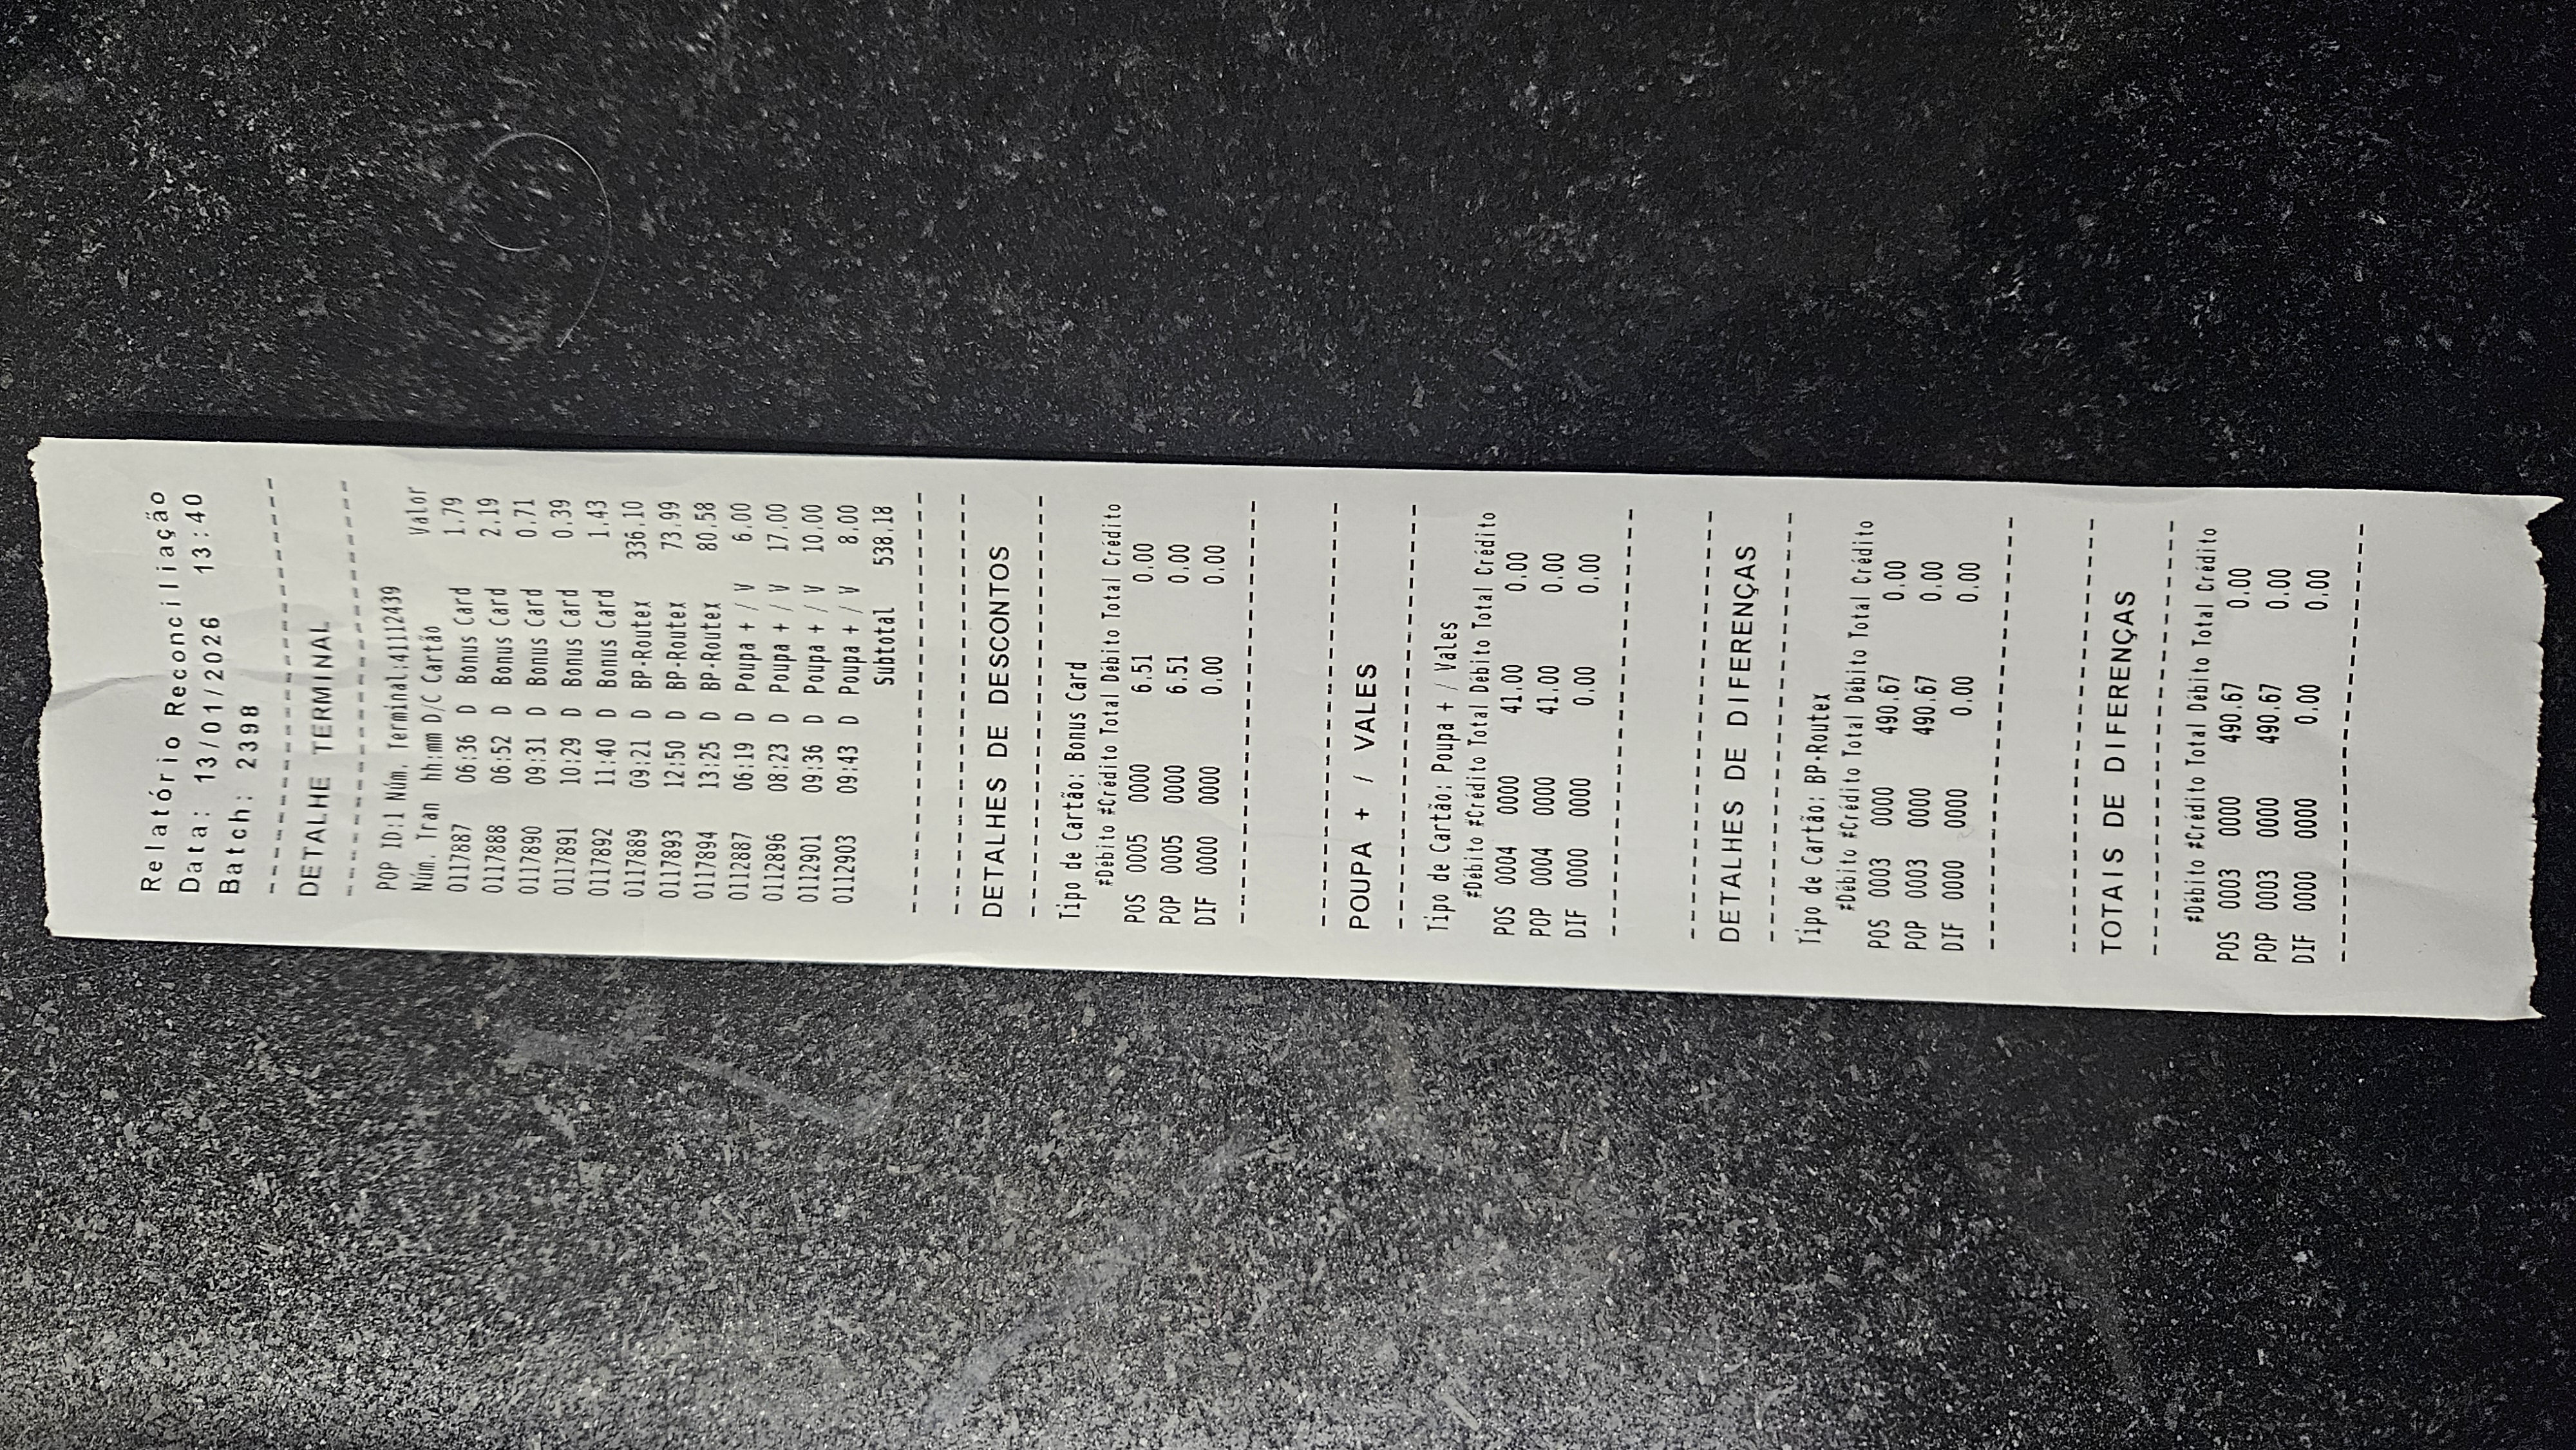 Relatório Reconciliação
Data: 13/01/2026 13:40
Batch: 2398
--------------------------------
DETALHE TERMINAL
--------------------------------
POP ID:1 Núm. Terminal:41112439
Núm. Tran hh:mm D/C Cartão Valor
0117887 06:36 D Bonus Card 1.79
0117888 06:52 D Bonus Card 2.19
0117890 09:31 D Bonus Card 0.71
0117891 10:29 D Bonus Card 0.39
0117892 11:40 D Bonus Card 1.43
0117889 09:21 D BP-Routex 336.10
0117893 12:50 D BP-Routex 73.99
0117894 13:25 D BP-Routex 80.58
0112887 06:19 D Poupa + / V 6.00
0112896 08:23 D Poupa + / V 17.00
0112901 09:36 D Poupa + / V 10.00
0112903 09:43 D Poupa + / V 8.00
Subtotal 538.18
--------------------------------
--------------------------------
DETALHES DE DESCONTOS
--------------------------------
Tipo de Cartão: Bonus Card
#Débito #Crédito Total Débito Total Crédito
POS 0005 0000 6.51 0.00
POP 0005 0000 6.51 0.00
DIF 0000 0000 0.00 0.00
--------------------------------
--------------------------------
POUPA + / VALES
--------------------------------
Tipo de Cartão: Poupa + / Vales
#Débito #Crédito Total Débito Total Crédito
POS 0004 0000 41.00 0.00
POP 0004 0000 41.00 0.00
DIF 0000 0000 0.00 0.00
--------------------------------
--------------------------------
DETALHES DE DIFERENÇAS
--------------------------------
Tipo de Cartão: BP-Routex
#Débito #Crédito Total Débito Total Crédito
POS 0003 0000 490.67 0.00
POP 0003 0000 490.67 0.00
DIF 0000 0000 0.00 0.00
--------------------------------
--------------------------------
TOTAIS DE DIFERENÇAS
--------------------------------
#Débito #Crédito Total Débito Total Crédito
POS 0003 0000 490.67 0.00
POP 0003 0000 490.67 0.00
DIF 0000 0000 0.00 0.00
--------------------------------